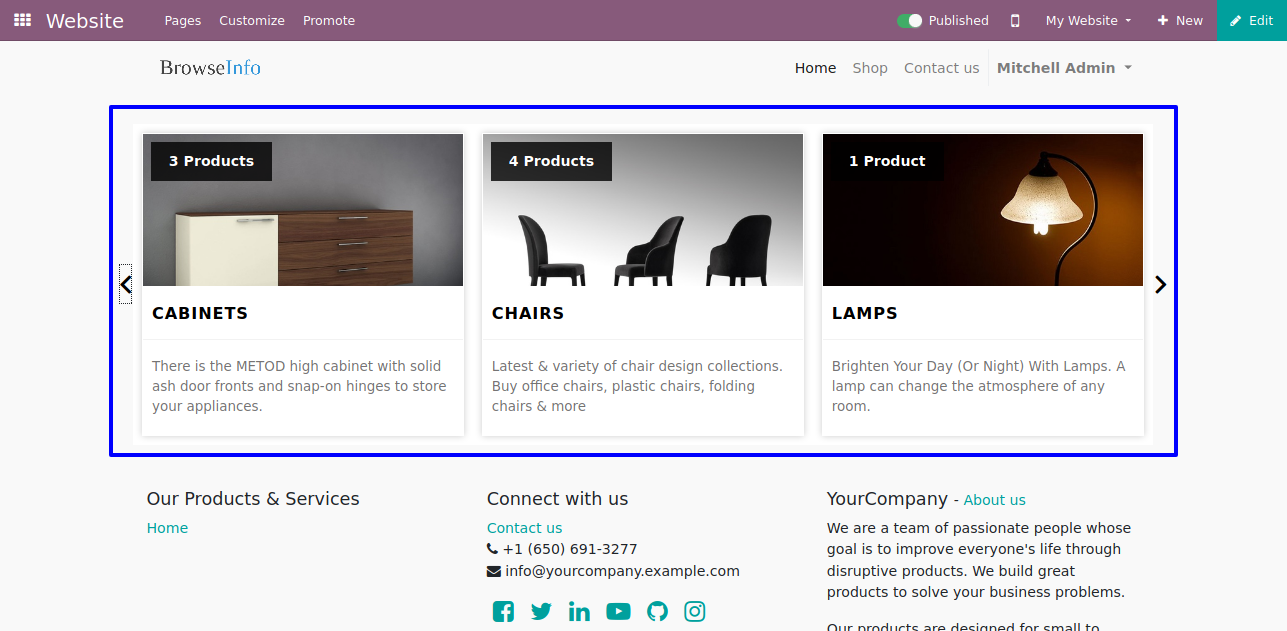 Website Pages Customize Promote Published My Website New Edit
BrowseInfo Home Shop Contact us Mitchell Admin
3 Products
CABINETS
There is the METOD high cabinet with solid
ash door fronts and snap-on hinges to store
your appliances.
4 Products
CHAIRS
Latest & variety of chair design collections.
Buy office chairs, plastic chairs, folding
chairs & more
1 Product
LAMPS
Brighten Your Day (Or Night) With Lamps. A
lamp can change the atmosphere of any
room.
Our Products & Services
Home
Connect with us
Contact us
+1 (650) 691-3277
info@yourcompany.example.com
YourCompany - About us
We are a team of passionate people whose
goal is to improve everyone's life through
disruptive products. We build great
products to solve your business problems.
Our products are designed for small to